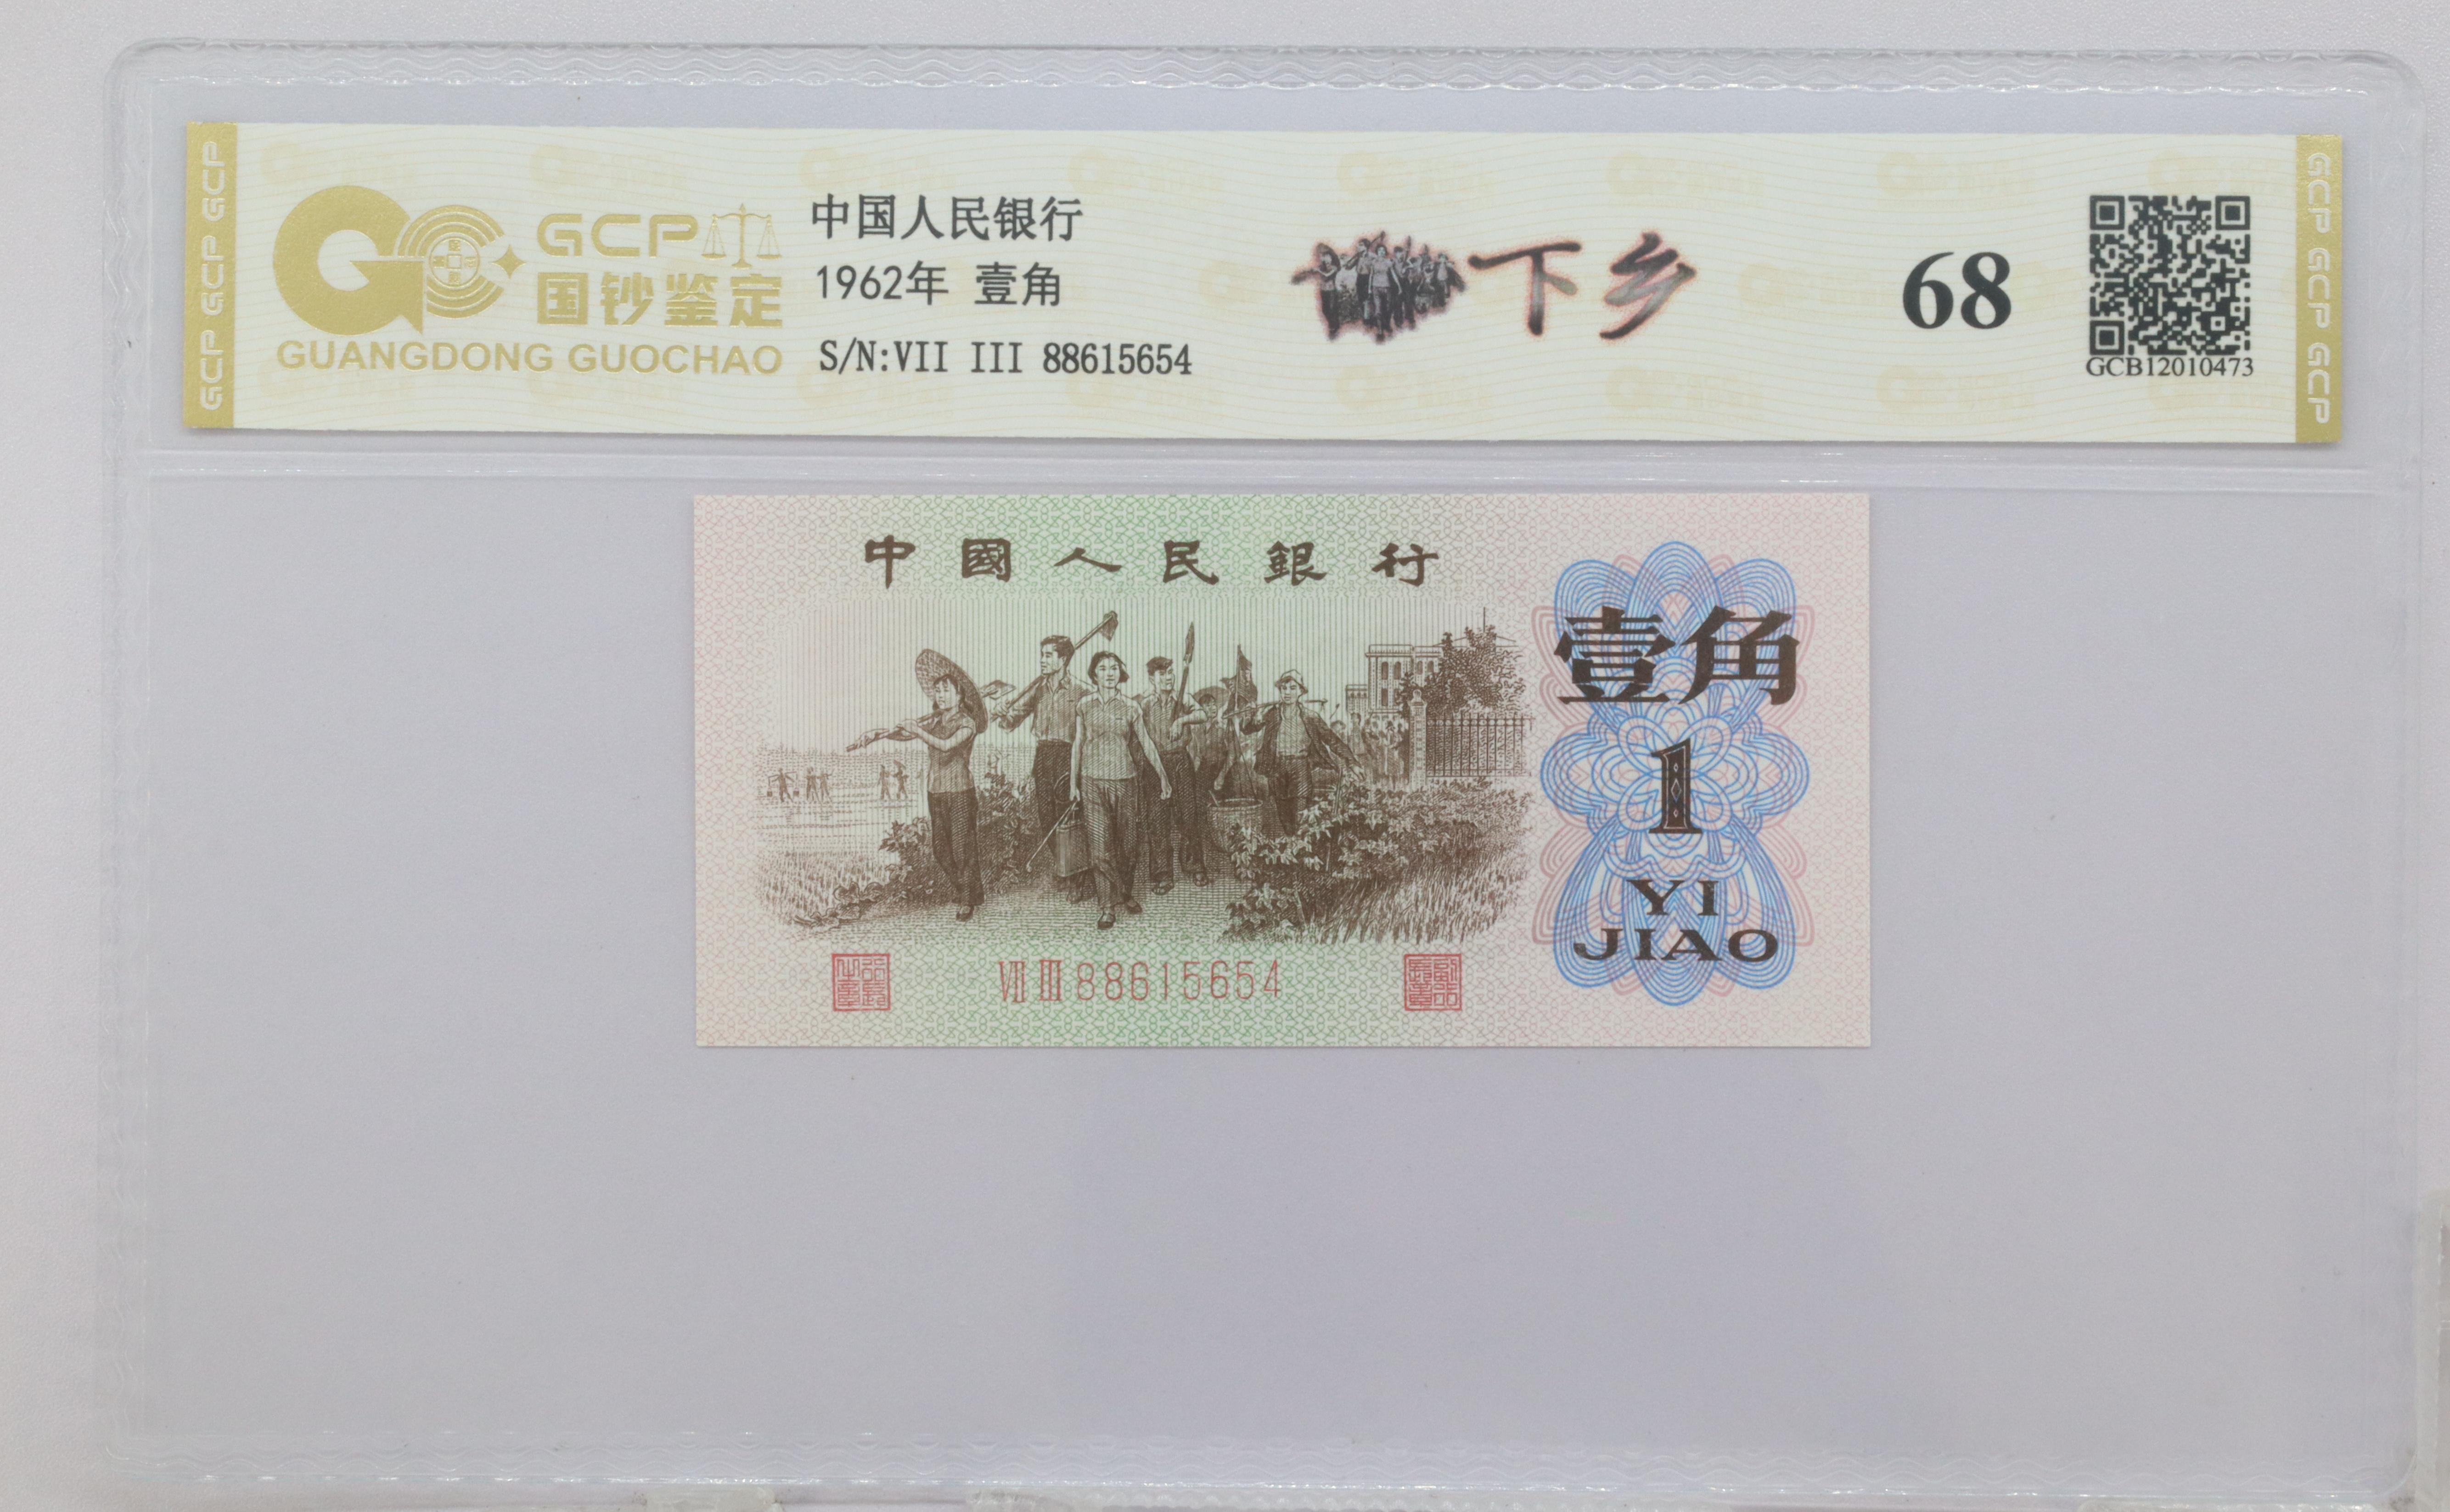 GCP GCP GCP
GCP
国钞鉴定
GUANGDONG GUOCHAO
中国人民银行
1962年 壹角
S/N:VII III 88615654
下乡
68
GCB12010473
GCP GCP GCP
中國人民銀行
壹角
1
YI
JIAO
VII III 88615654